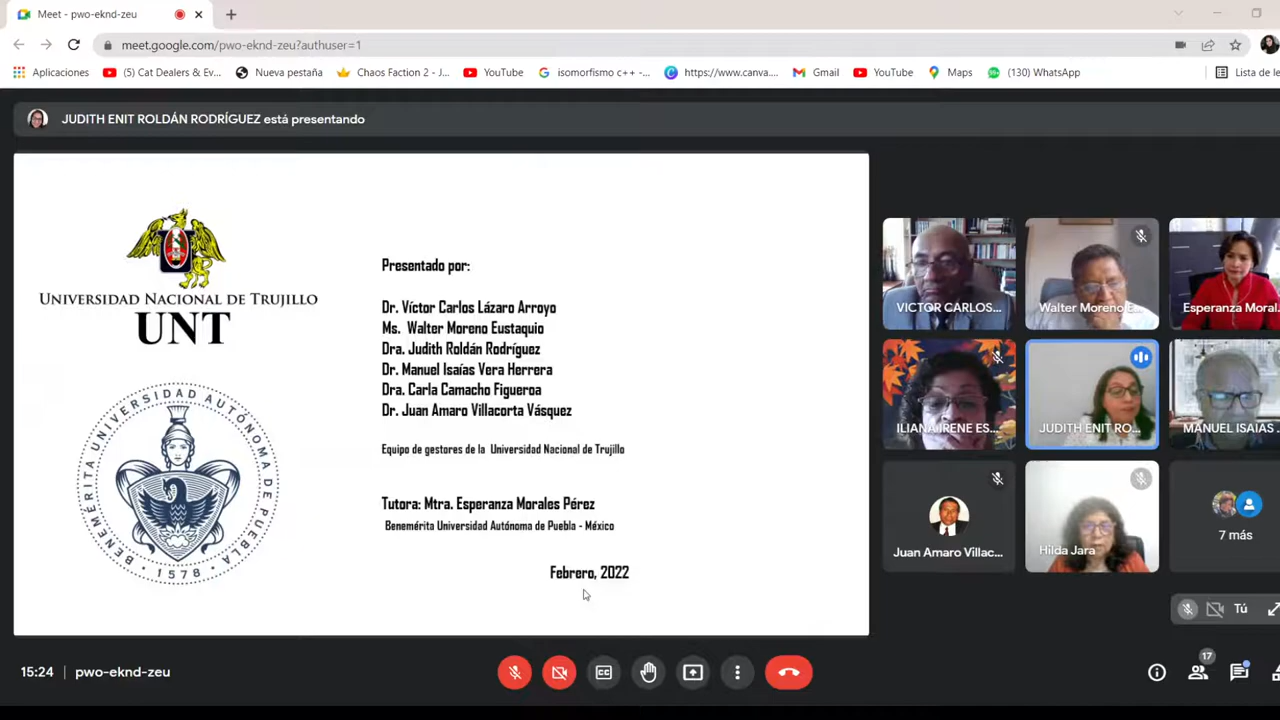 Meet - pwo-eknd-zeu
meet.google.com/pwo-eknd-zeu?authuser=1
Aplicaciones
(5) Cat Dealers & Ev...
Nueva pestaña
Chaos Faction 2 - J...
YouTube
isomorfismo c++ -...
https://www.canva....
Gmail
YouTube
Maps
(130) WhatsApp
Lista de le
JUDITH ENIT ROLDÁN RODRÍGUEZ está presentando
UNIVERSIDAD NACIONAL DE TRUJILLO
UNT
BENEMÉRITA UNIVERSIDAD AUTÓNOMA DE PUEBLA
1578
Presentado por:
Dr. Víctor Carlos Lázaro Arroyo
Ms. Walter Moreno Eustaquio
Dra. Judith Roldán Rodríguez
Dr. Manuel Isaías Vera Herrera
Dra. Carla Camacho Figueroa
Dr. Juan Amaro Villacorta Vásquez
Equipo de gestores de la Universidad Nacional de Trujillo
Tutora: Mtra. Esperanza Morales Pérez
Benemérita Universidad Autónoma de Puebla - México
Febrero, 2022
VICTOR CARLOS...
Walter Moreno E...
Esperanza Moral...
ILIANA IRENE ES...
JUDITH ENIT RO...
MANUEL ISAIAS
Juan Amaro Villac...
Hilda Jara
7 más
Tú
15:24 | pwo-eknd-zeu
17